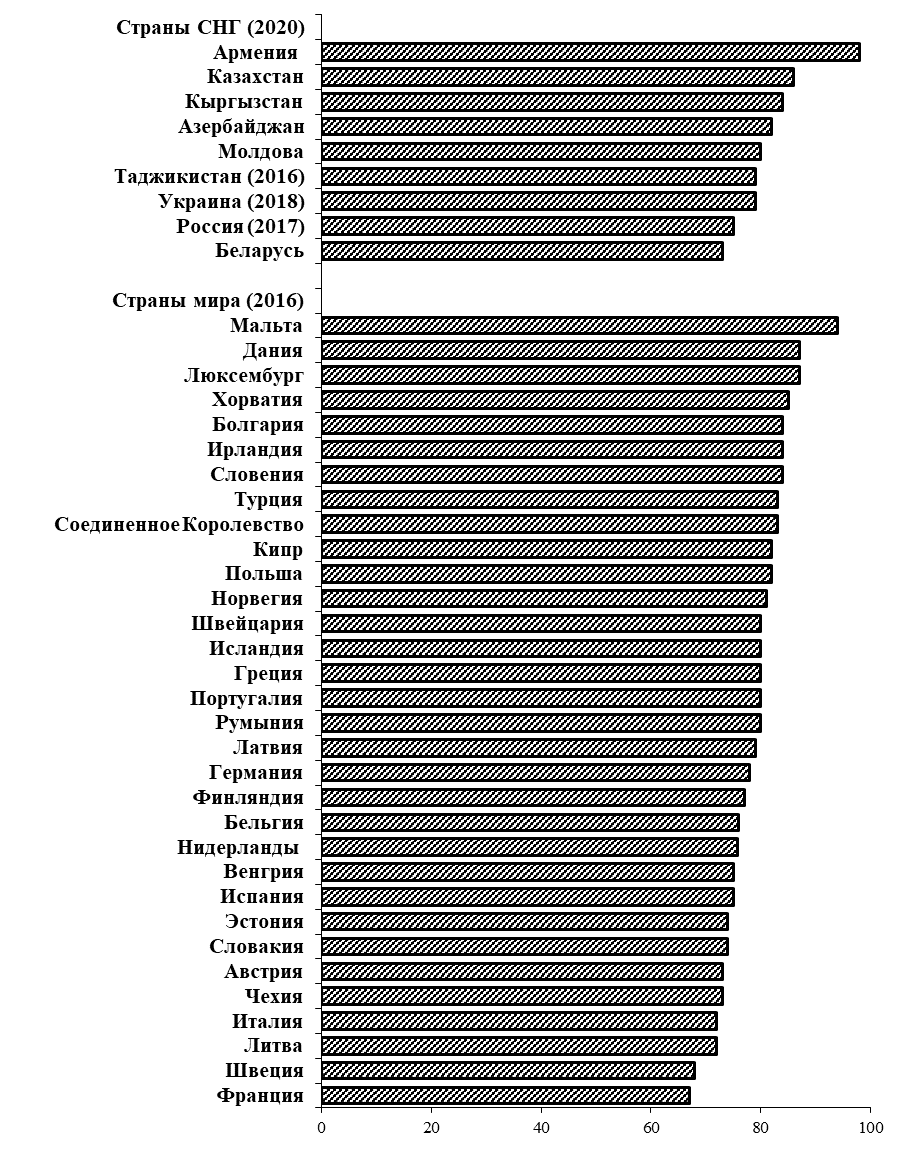 Страны СНГ (2020)
Армения
Казахстан
Кыргызстан
Азербайджан
Молдова
Таджикистан (2016)
Украина (2018)
Россия (2017)
Беларусь
Страны мира (2016)
Мальта
Дания
Люксембург
Хорватия
Болгария
Ирландия
Словения
Турция
Соединенное Королевство
Кипр
Польша
Норвегия
Швейцария
Исландия
Греция
Португалия
Румыния
Латвия
Германия
Финляндия
Бельгия
Нидерланды
Венгрия
Испания
Эстония
Словакия
Австрия
Чехия
Италия
Литва
Швеция
Франция
0 20 40 60 80 100